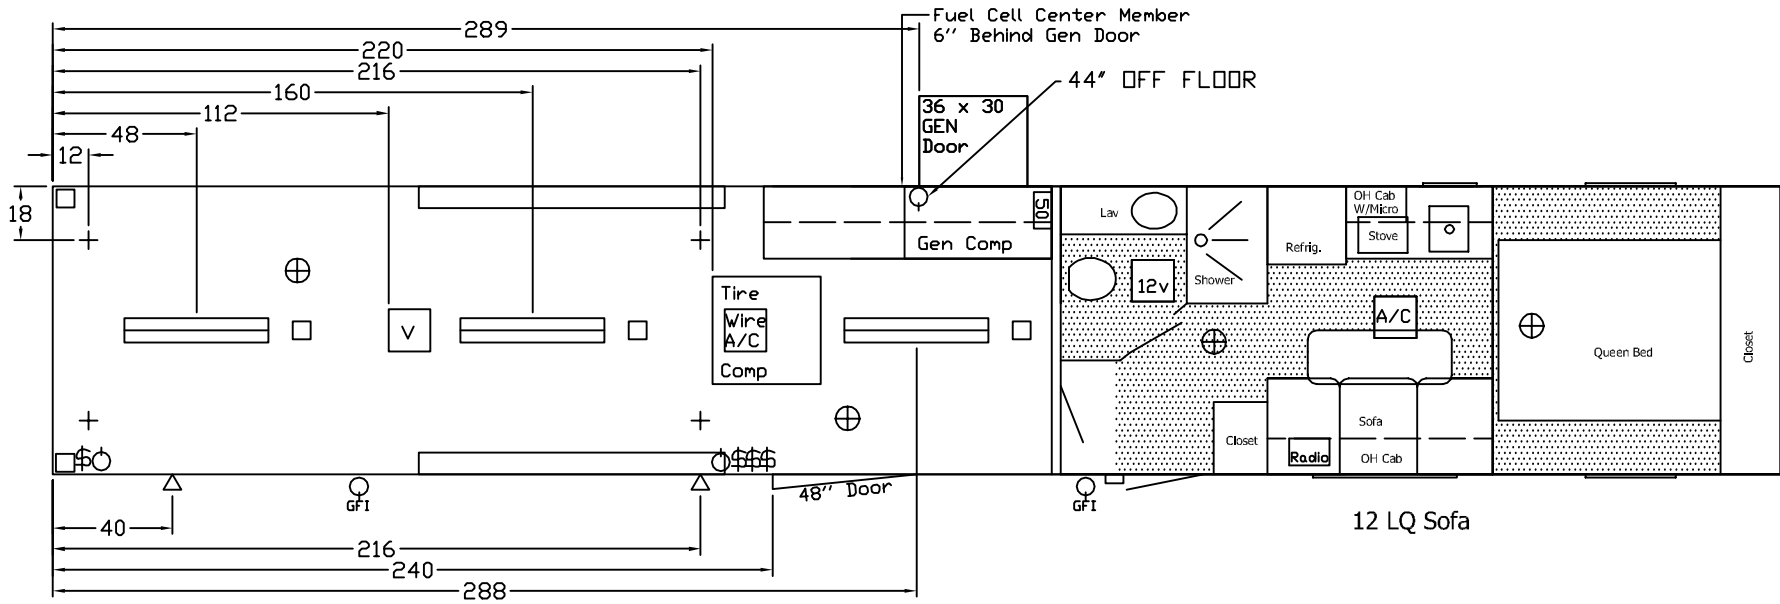 Fuel Cell Center Member
6'' Behind Gen Door
289
220
216
160
112
48
12
18
44" OFF FLOOR
36 x 30
GEN
Door
50
Gen Comp
Lav
12v
Shower
Refrig.
OH Cab
W/Micro
Stove
A/C
Queen Bed
Closet
V
Tire
Wire
A/C
Comp
Closet
Sofa
Radio
OH Cab
$
$$$
48'' Door
GFI
GFI
12 LQ Sofa
40
216
240
288